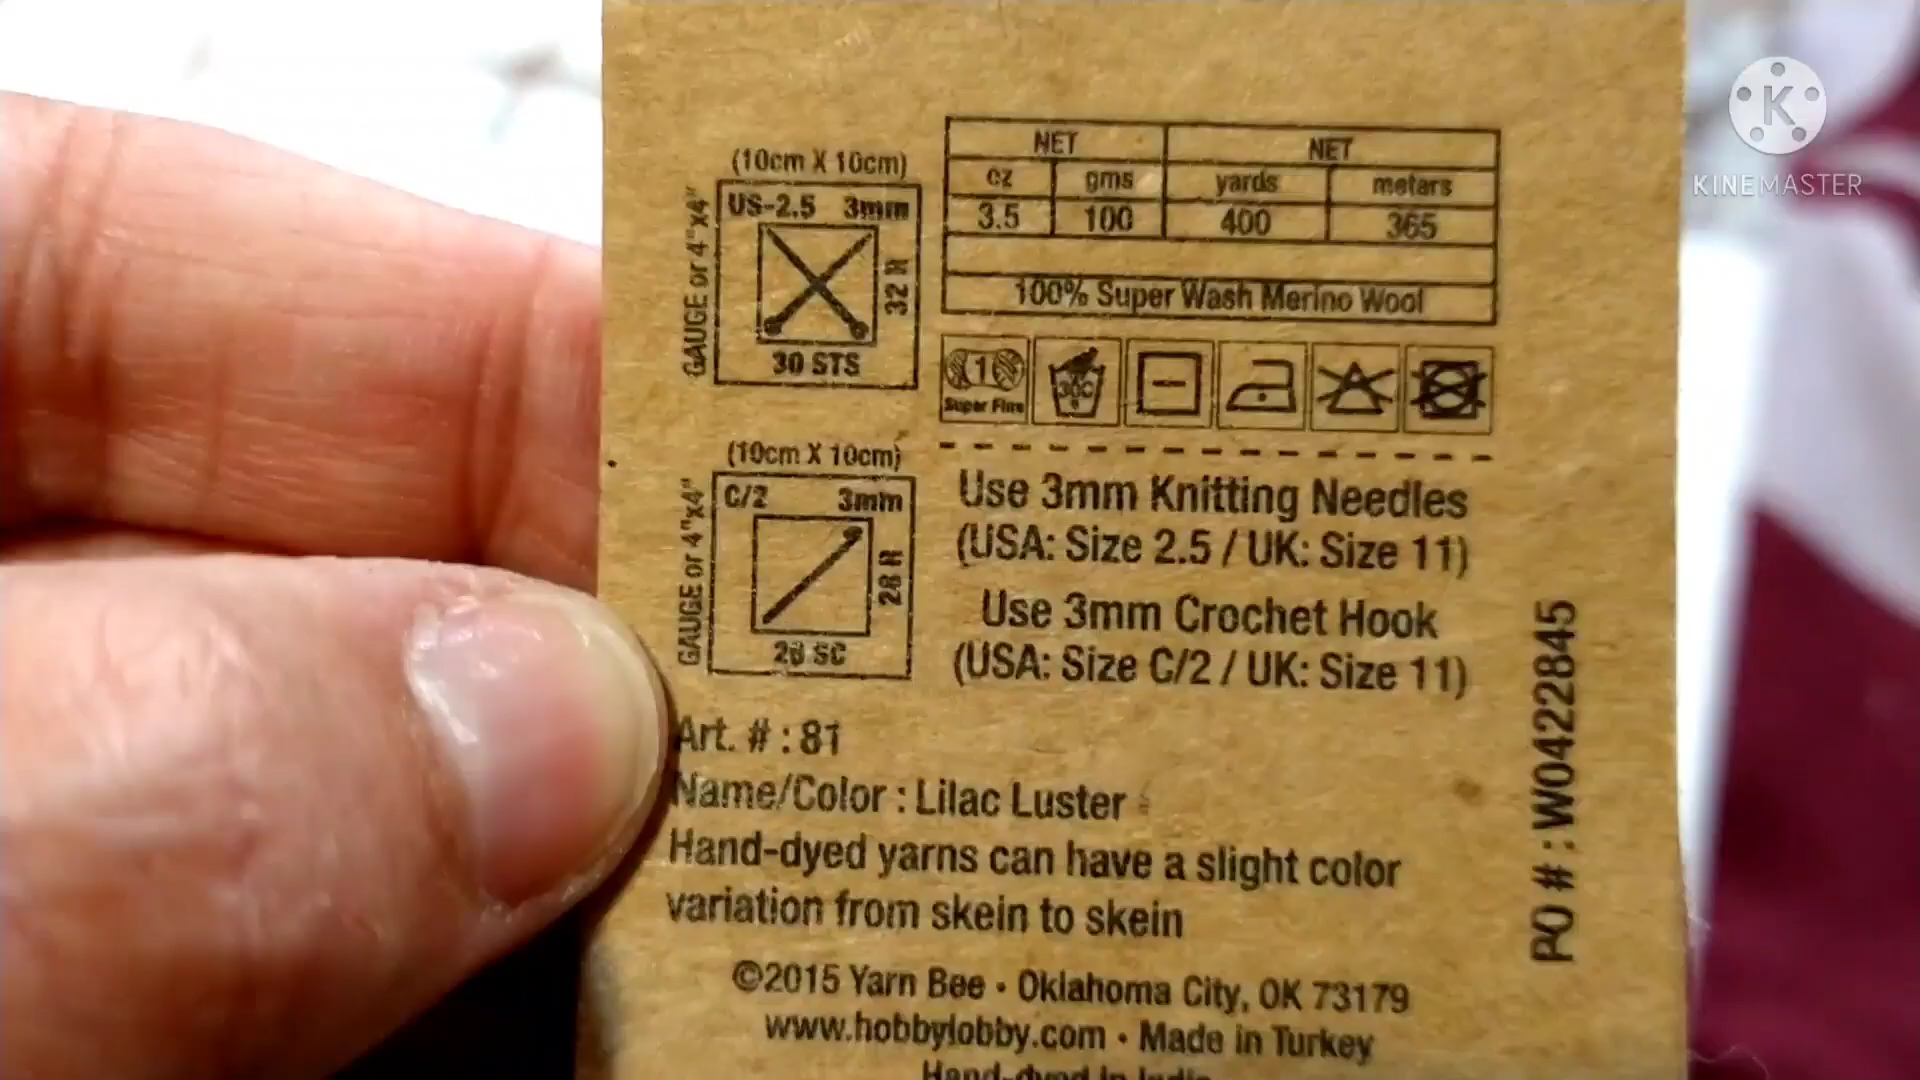 (10cm X 10cm)
GAUGE or 4"x4"
US-2.5 3mm
32 R
30 STS
NET NET
oz gms yards meters
3.5 100 400 365
100% Super Wash Merino Wool
1
Super Fine
30C
(10cm X 10cm)
GAUGE or 4"x4"
C/2 3mm
28 R
28 SC
Use 3mm Knitting Needles
(USA: Size 2.5 / UK: Size 11)
Use 3mm Crochet Hook
(USA: Size C/2 / UK: Size 11)
Art. # : 81
Name/Color : Lilac Luster
Hand-dyed yarns can have a slight color
variation from skein to skein
©2015 Yarn Bee • Oklahoma City, OK 73179
www.hobbylobby.com • Made in Turkey
Hand-dyed in India
PO # : W0422845
K
KINEMASTER